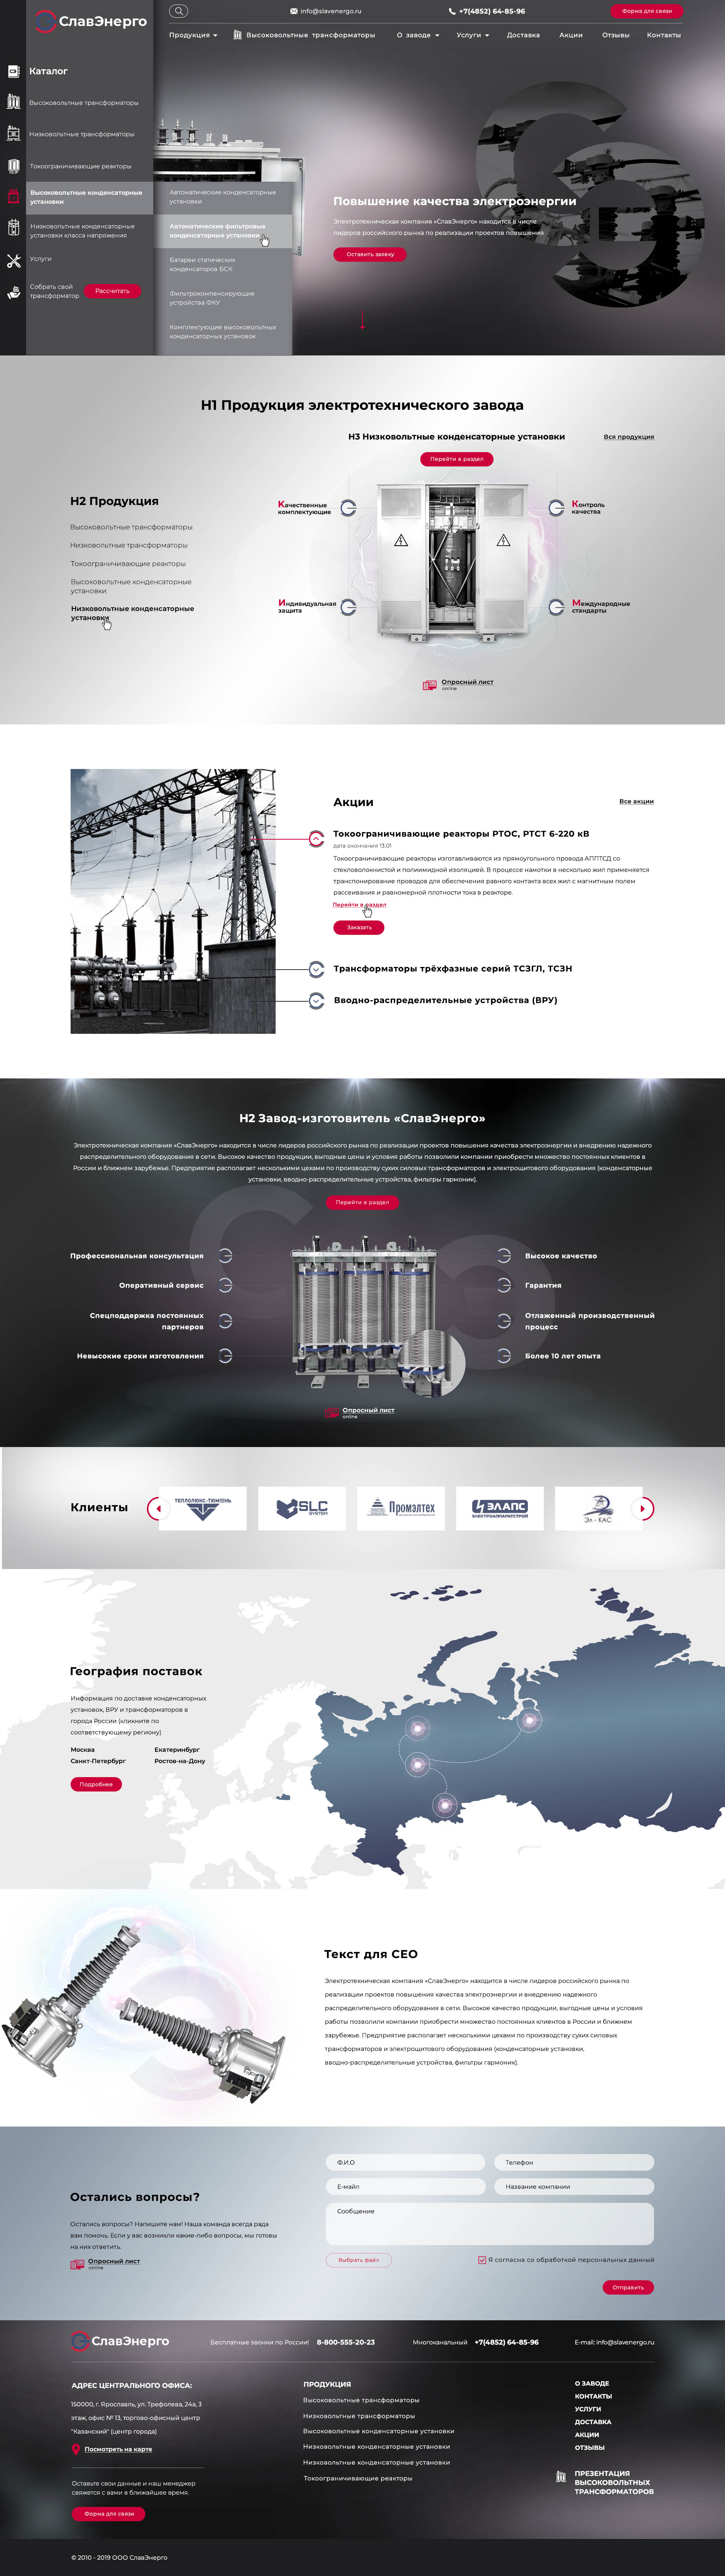 СлавЭнерго
info@slavenergo.ru
+7(4852) 64-85-96
Форма для связи
Продукция
Высоковольтные трансформаторы
О заводе
Услуги
Доставка
Акции
Отзывы
Контакты
Каталог
Высоковольтные трансформаторы
Низковольтные трансформаторы
Токоограничивающие реакторы
Высоковольтные конденсаторные
установки
Низковольтные конденсаторные
установки класса напряжения
Услуги
Собрать свой
трансформатор
Рассчитать
Автоматические конденсаторные
установки
Автоматические фильтровые
конденсаторные установки
Батареи статических
конденсаторов БСК
Фильтрокомпенсирующие
устройства ФКУ
Комплектующие высоковольтных
конденсаторных установок
Повышение качества электроэнергии
Электротехническая компания «СлавЭнерго» находится в числе
лидеров российского рынка по реализации проектов повышения
Оставить заявку
H1 Продукция электротехнического завода
H3 Низковольтные конденсаторные установки
Вся продукция
Перейти в раздел
H2 Продукция
Высоковольтные трансформаторы
Низковольтные трансформаторы
Токоограничивающие реакторы
Высоковольтные конденсаторные
установки
Низковольтные конденсаторные
установки
Качественные
комплектующие
Контроль
качества
Индивидуальная
защита
Международные
стандарты
Опросный лист
online
Акции
Все акции
Токоограничивающие реакторы РТОС, РТСТ 6-220 кВ
дата окончания 13.01
Токоограничивающие реакторы изготавливаются из прямоугольного провода АППТСД со
стекловолокнистой и полиимидной изоляцией. В процессе намотки в несколько жил применяется
транспонирование проводов для обеспечения равного контакта всех жил с магнитным полем
рассеивания и равномерной плотности тока в реакторе.
Перейти в раздел
Заказать
Трансформаторы трёхфазные серий ТСЗГЛ, ТСЗН
Вводно-распределительные устройства (ВРУ)
H2 Завод-изготовитель «СлавЭнерго»
Электротехническая компания «СлавЭнерго» находится в числе лидеров российского рынка по реализации проектов повышения качества электроэнергии и внедрению надежного
распределительного оборудования в сети. Высокое качество продукции, выгодные цены и условия работы позволили компании приобрести множество постоянных клиентов в
России и ближнем зарубежье. Предприятие располагает несколькими цехами по производству сухих силовых трансформаторов и электрощитового оборудования (конденсаторные
установки, вводно-распределительные устройства, фильтры гармоник).
Перейти в раздел
Профессиональная консультация
Оперативный сервис
Спецподдержка постоянных
партнеров
Невысокие сроки изготовления
Высокое качество
Гарантия
Отлаженный производственный
процесс
Более 10 лет опыта
Опросный лист
online
Клиенты
ТЕПЛОЛЮКС-ТЮМЕНЬ
SLC
SYSTEM
Промэлтех
ЭЛАПС
ЭЛЕКТРОАППАРАТСТРОЙ
Эл - КАС
География поставок
Информация по доставке конденсаторных
установок, ВРУ и трансформаторов в
города России (кликните по
соответствующему региону)
Москва
Екатеринбург
Санкт-Петербург
Ростов-на-Дону
Подробнее
Текст для СЕО
Электротехническая компания «СлавЭнерго» находится в числе лидеров российского рынка по
реализации проектов повышения качества электроэнергии и внедрению надежного
распределительного оборудования в сети. Высокое качество продукции, выгодные цены и условия
работы позволили компании приобрести множество постоянных клиентов в России и ближнем
зарубежье. Предприятие располагает несколькими цехами по производству сухих силовых
трансформаторов и электрощитового оборудования (конденсаторные установки,
вводно-распределительные устройства, фильтры гармоник).
Остались вопросы?
Остались вопросы? Напишите нам! Наша команда всегда рада
вам помочь. Если у вас возникли какие-либо вопросы, мы готовы
на них ответить.
Опросный лист
online
Ф.И.О
Телефон
Е-майл
Название компании
Сообщение
Выбрать файл
Я согласна со обработкой персональных данный
Отправить
СлавЭнерго
Бесплатные звонки по России!
8-800-555-20-23
Многоканальный
+7(4852) 64-85-96
E-mail: info@slavenergo.ru
АДРЕС ЦЕНТРАЛЬНОГО ОФИСА:
150000, г. Ярославль, ул. Трефолева, 24а, 3
этаж, офис № 13, торгово-офисный центр
"Казанский" (центр города)
Посмотреть на карте
Оставьте свои данные и наш менеджер
свяжется с вами в ближайшее время.
Форма для связи
ПРОДУКЦИЯ
Высоковольтные трансформаторы
Низковольтные трансформаторы
Высоковольтные конденсаторные установки
Низковольтные конденсаторные установки
Низковольтные конденсаторные установки
Токоограничивающие реакторы
О ЗАВОДЕ
КОНТАКТЫ
УСЛУГИ
ДОСТАВКА
АКЦИИ
ОТЗЫВЫ
ПРЕЗЕНТАЦИЯ
ВЫСОКОВОЛЬТНЫХ
ТРАНСФОРМАТОРОВ
© 2010 - 2019 ООО СлавЭнерго